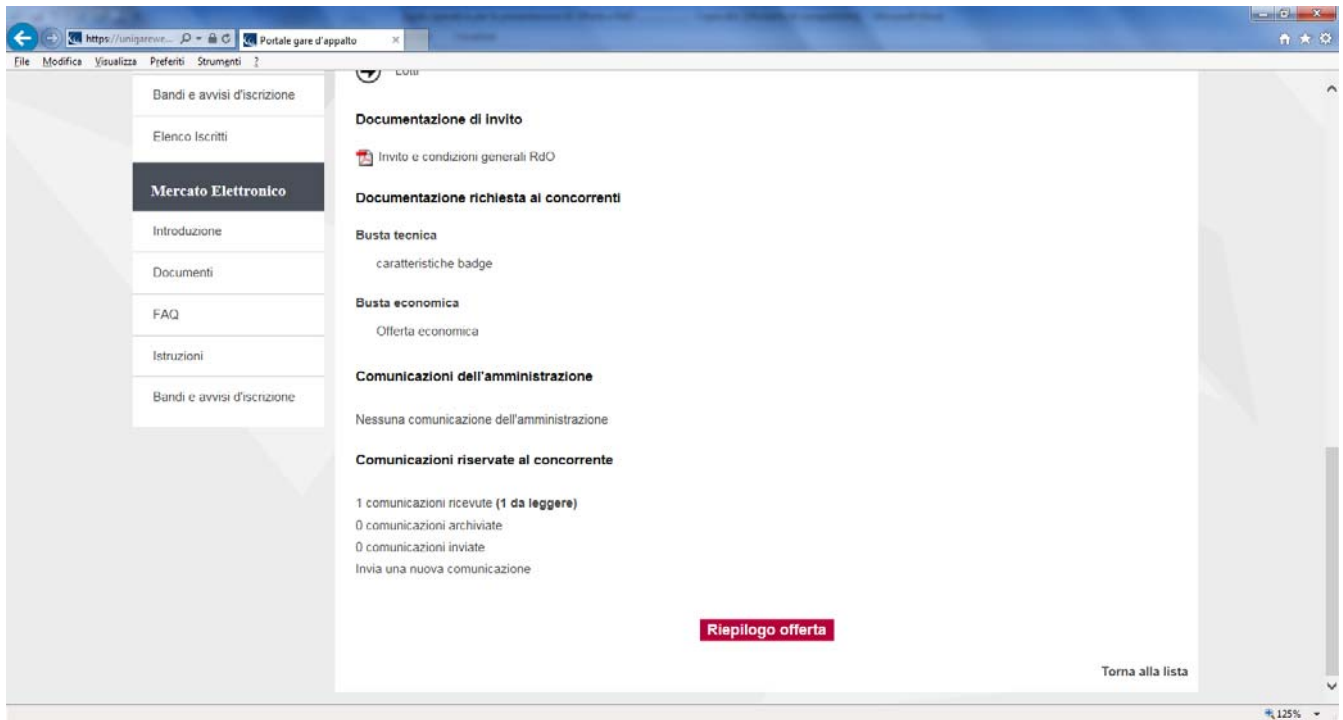 https://unigarewe...
Portale gare d'appalto
File Modifica Visualizza Preferiti Strumenti ?
Bandi e avvisi d'iscrizione
Elenco Iscritti
Mercato Elettronico
Introduzione
Documenti
FAQ
Istruzioni
Bandi e avvisi d'iscrizione
Lotti
Documentazione di invito
Invito e condizioni generali RdO
Documentazione richiesta ai concorrenti
Busta tecnica
caratteristiche badge
Busta economica
Offerta economica
Comunicazioni dell'amministrazione
Nessuna comunicazione dell'amministrazione
Comunicazioni riservate al concorrente
1 comunicazioni ricevute (1 da leggere)
0 comunicazioni archiviate
0 comunicazioni inviate
Invia una nuova comunicazione
Riepilogo offerta
Torna alla lista
125%